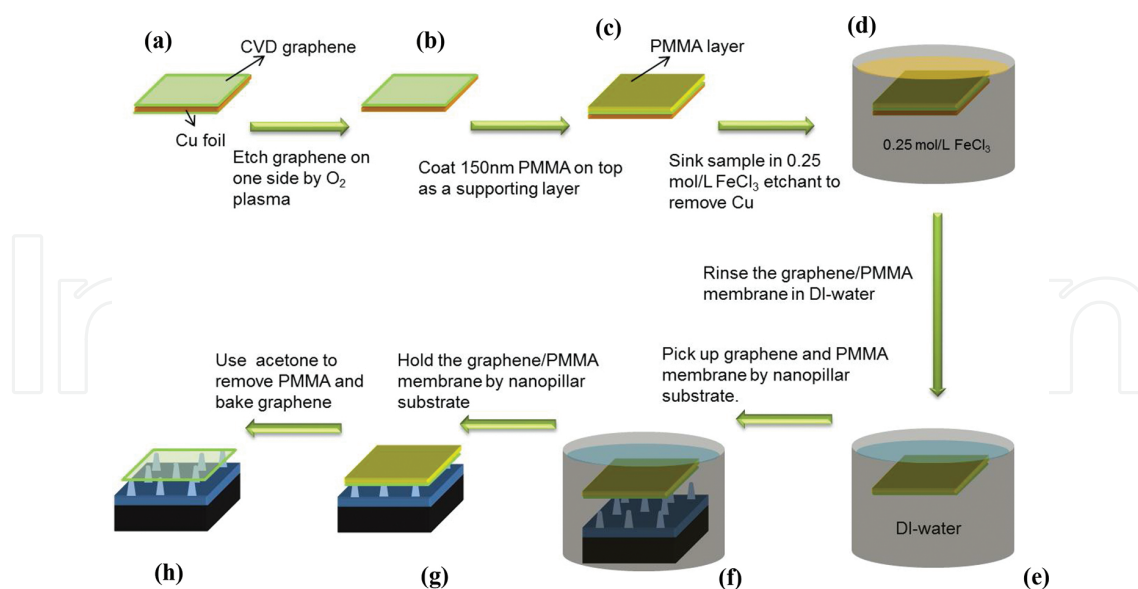 (a)
CVD graphene
Cu foil
Etch graphene on
one side by O₂
plasma
(b)
Coat 150nm PMMA on top
as a supporting layer
(c)
PMMA layer
Sink sample in 0.25
mol/L FeCl₃ etchant to
remove Cu
(d)
0.25 mol/L FeCl₃
Rinse the graphene/PMMA
membrane in DI-water
DI-water
(e)
Pick up graphene and PMMA
membrane by nanopillar
substrate.
(f)
Hold the graphene/PMMA
membrane by nanopillar
substrate
(g)
Use acetone to
remove PMMA and
bake graphene
(h)